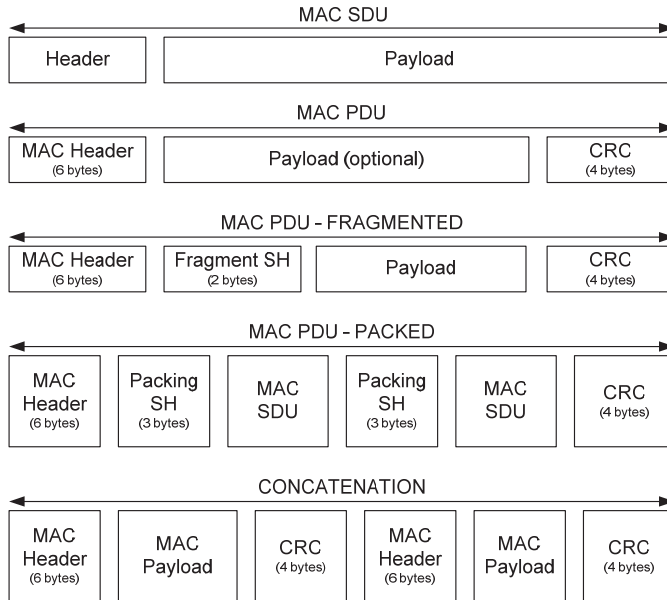 MAC SDU
Header Payload
MAC PDU
MAC Header Payload (optional) CRC
(6 bytes) (4 bytes)
MAC PDU - FRAGMENTED
MAC Header Fragment SH Payload CRC
(6 bytes) (2 bytes) (4 bytes)
MAC PDU - PACKED
MAC Packing MAC Packing MAC CRC
Header SH SDU SH SDU
(6 bytes) (3 bytes) (3 bytes) (4 bytes)
CONCATENATION
MAC MAC CRC MAC MAC CRC
Header Payload Header Payload
(6 bytes) (4 bytes) (6 bytes) (4 bytes)